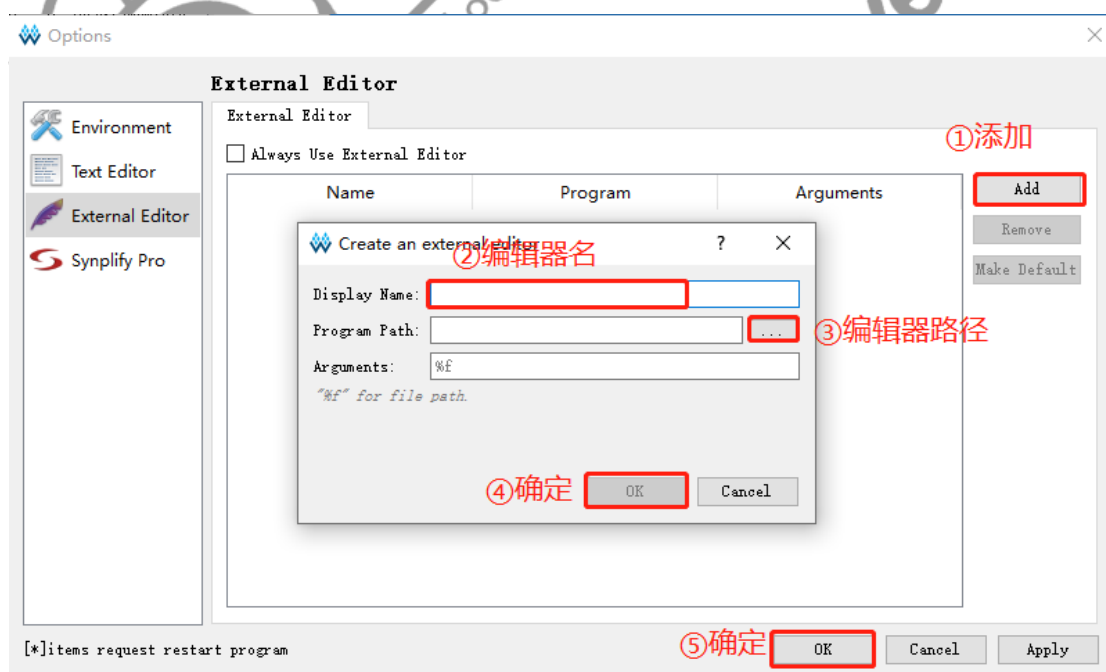 Options
External Editor
Environment
Text Editor
External Editor
Synplify Pro
External Editor
Always Use External Editor
Name Program Arguments
①添加
Add
Remove
Make Default
Create an external editor ? ×
②编辑器名
Display Name:
Program Path: ...
③编辑器路径
Arguments: %f
"%f" for file path.
④确定
OK Cancel
[*]items request restart program
⑤确定
OK Cancel Apply